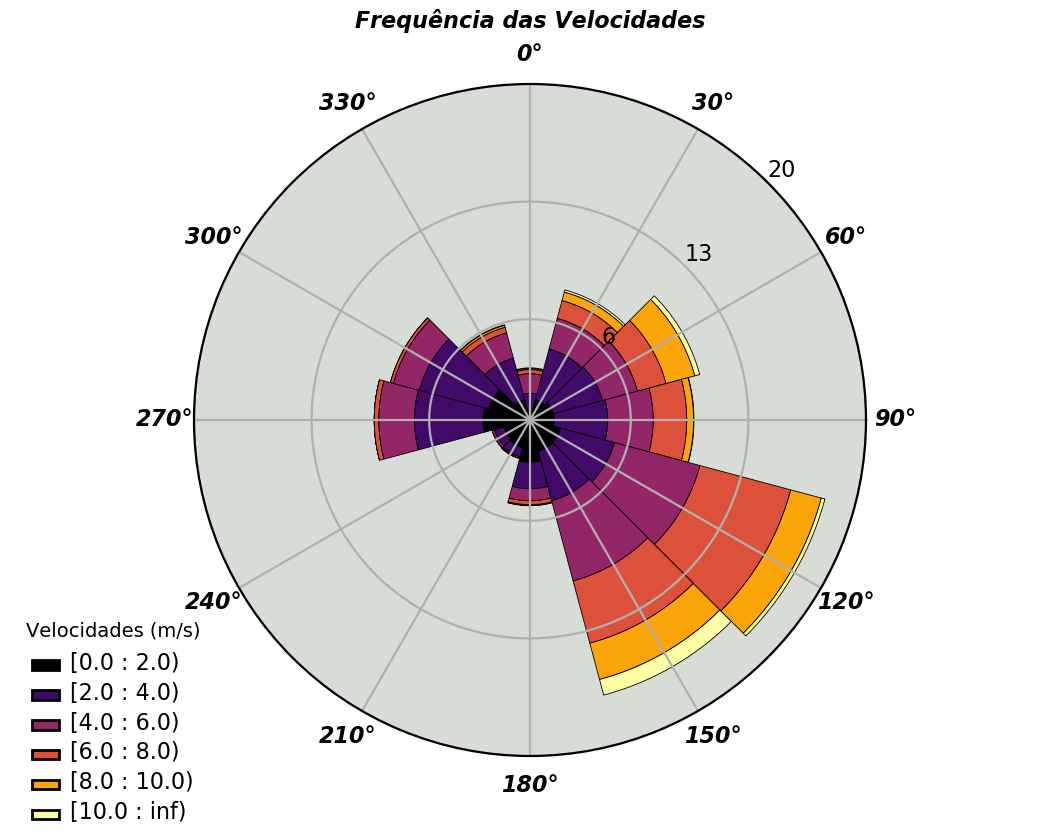 Frequência das Velocidades
0°
330°
30°
20
300°
60°
13
6
270°
90°
240°
120°
210°
150°
180°
Velocidades (m/s)
[0.0 : 2.0)
[2.0 : 4.0)
[4.0 : 6.0)
[6.0 : 8.0)
[8.0 : 10.0)
[10.0 : inf)